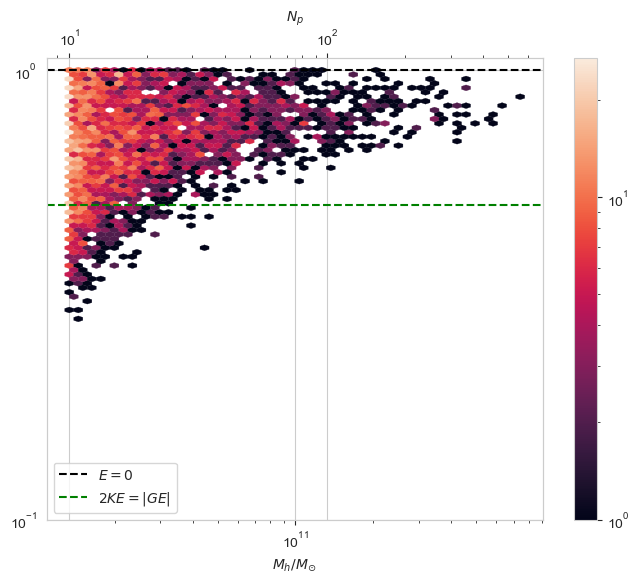 $N_p$
$10^1$ $10^2$
$10^0$
$10^1$
$E = 0$
$2KE = |GE|$
$10^{-1}$ $10^0$
$10^{11}$
$M_h/M_\odot$